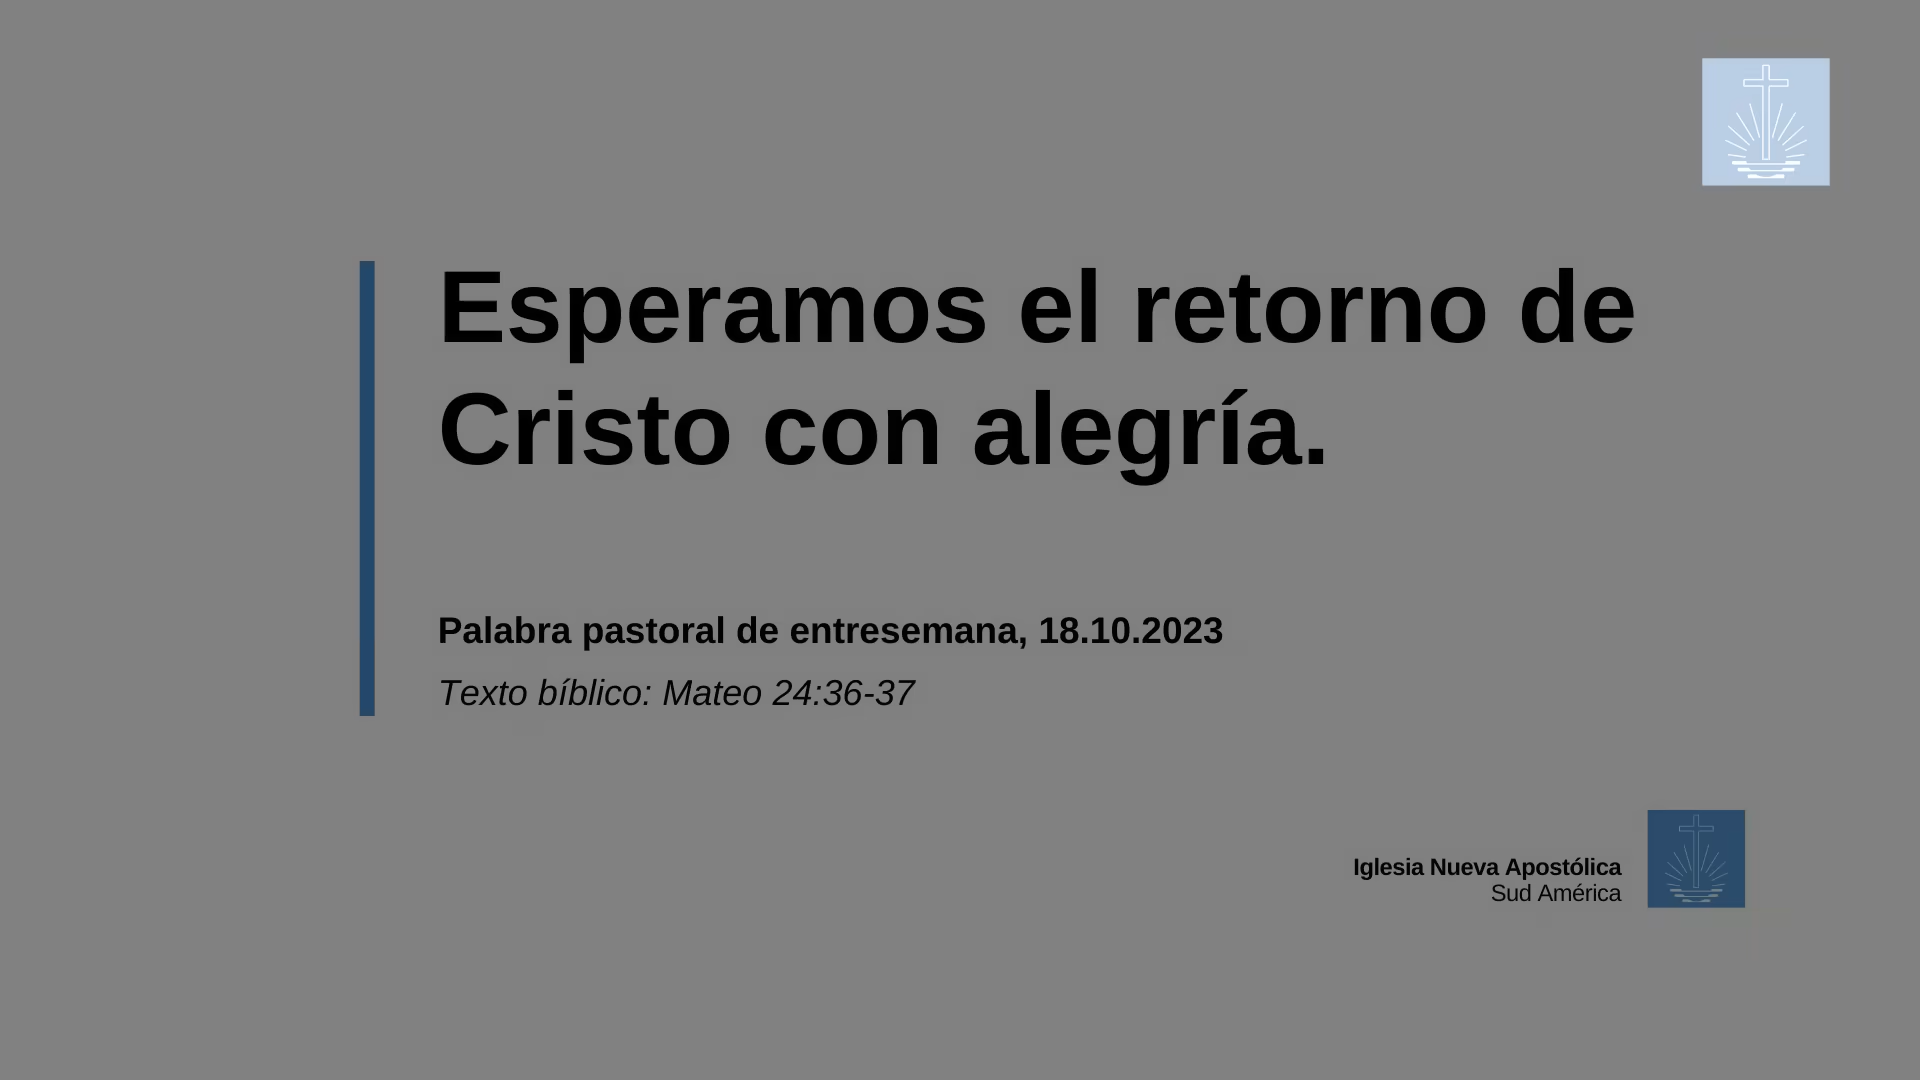 Esperamos el retorno de
Cristo con alegría.
Palabra pastoral de entresemana, 18.10.2023
Texto bíblico: Mateo 24:36-37
Iglesia Nueva Apostólica
Sud América